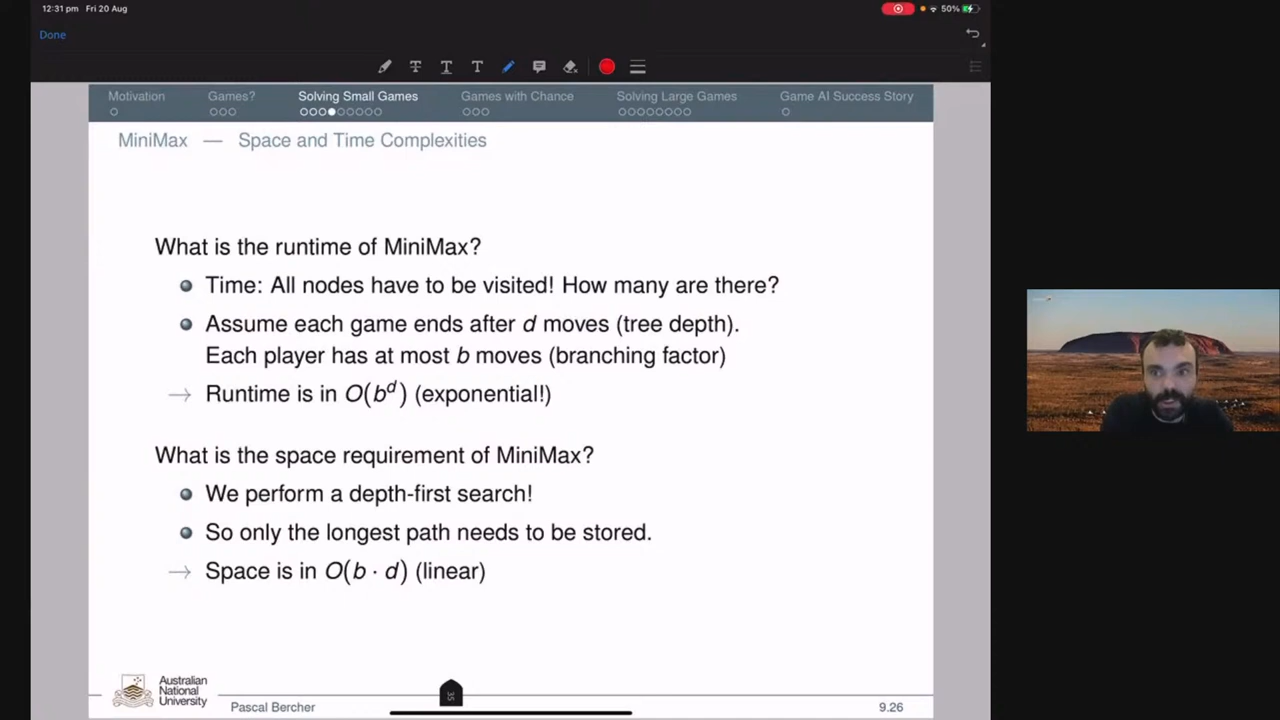 12:31 pm Fri 20 Aug
50%
Done
T T T
Motivation Games? Solving Small Games Games with Chance Solving Large Games Game AI Success Story
MiniMax — Space and Time Complexities
What is the runtime of MiniMax?
Time: All nodes have to be visited! How many are there?
Assume each game ends after d moves (tree depth).
Each player has at most b moves (branching factor)
→ Runtime is in O(b^d) (exponential!)
What is the space requirement of MiniMax?
We perform a depth-first search!
So only the longest path needs to be stored.
→ Space is in O(b · d) (linear)
Australian
National
University
Pascal Bercher
35
9.26